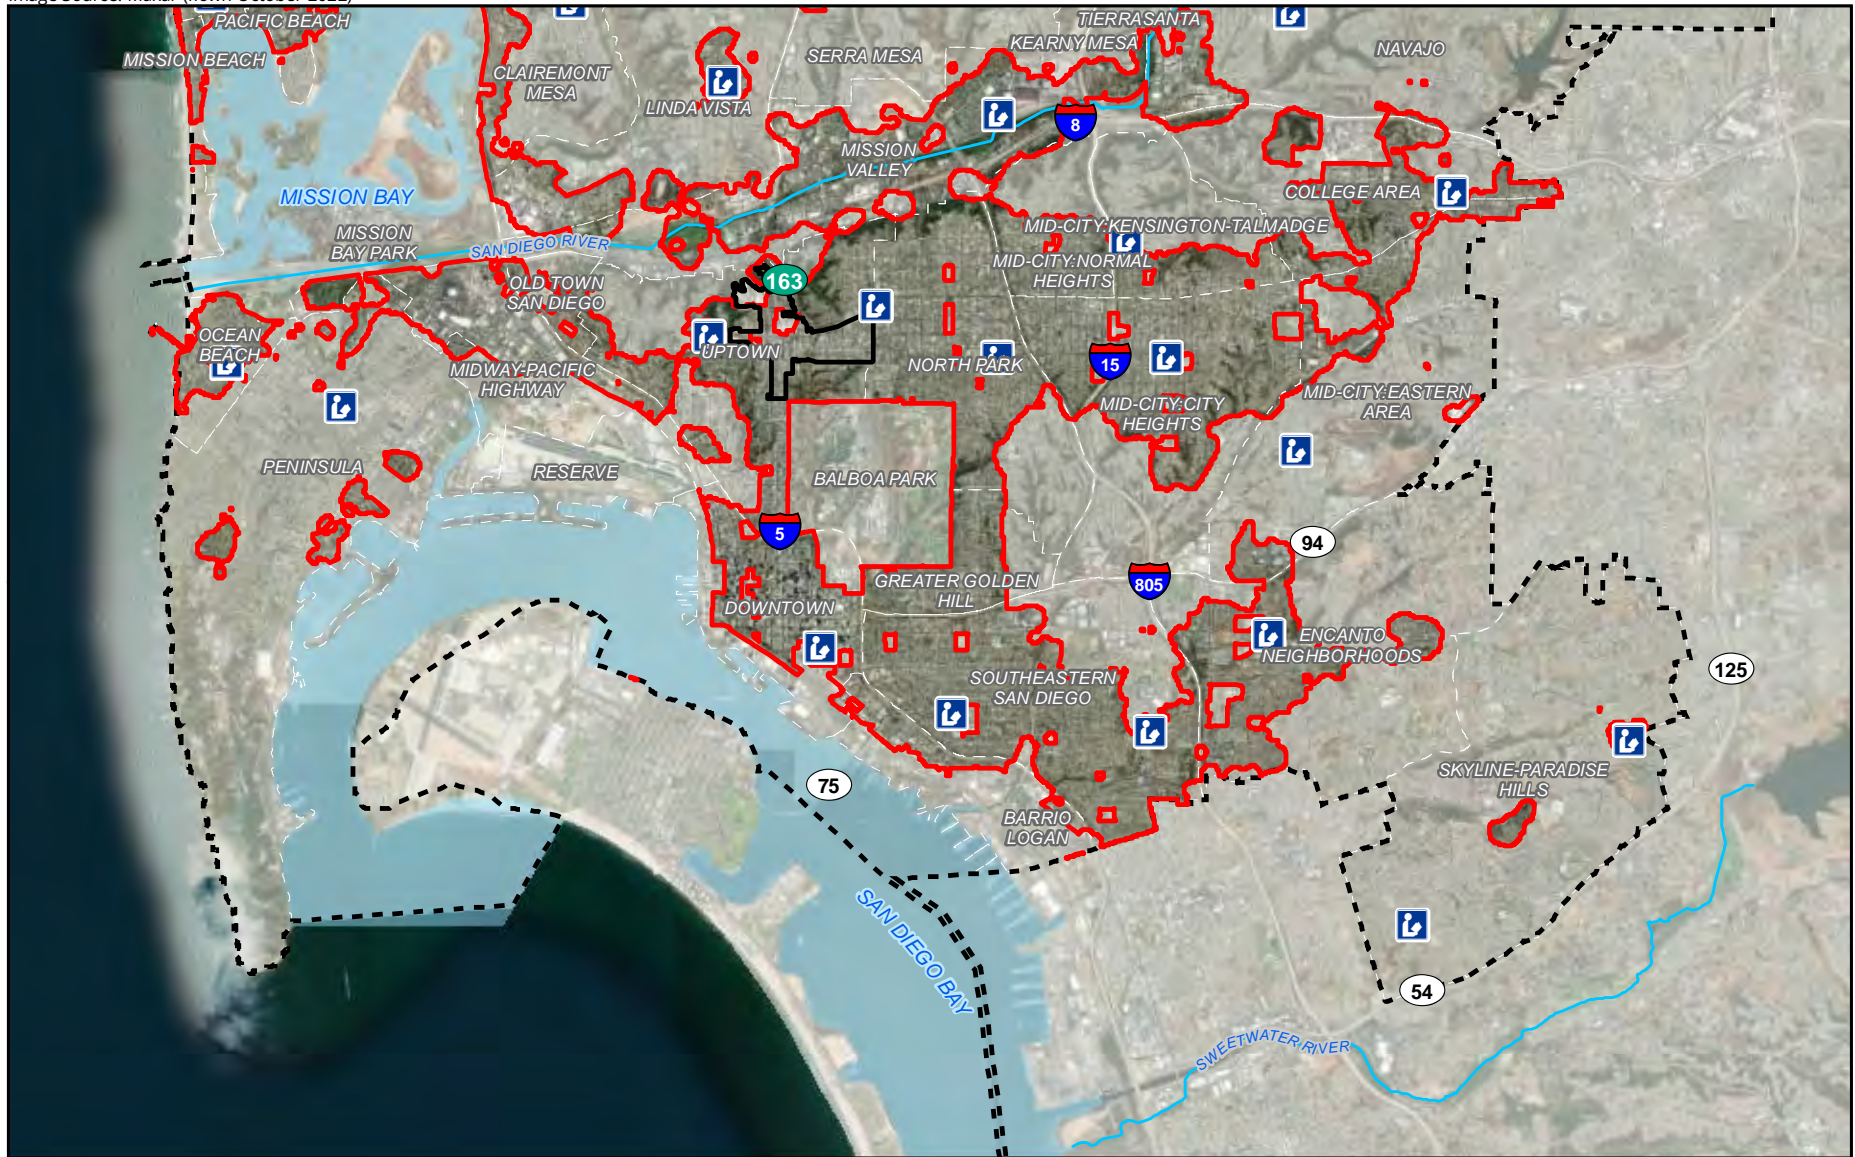 PACIFIC BEACH
MISSION BEACH
CLAIREMONT
MESA
LINDA VISTA
SERRA MESA
TIERRASANTA
KEARNY MESA
NAVAJO
8
MISSION
VALLEY
MISSION BAY
COLLEGE AREA
MISSION
BAY PARK
SAN DIEGO RIVER
MID-CITY:KENSINGTON-TALMADGE
MID-CITY:NORMAL
HEIGHTS
OLD TOWN
SAN DIEGO
163
OCEAN
BEACH
UPTOWN
MIDWAY-PACIFIC
HIGHWAY
NORTH PARK
15
MID-CITY:CITY
HEIGHTS
MID-CITY:EASTERN
AREA
PENINSULA
RESERVE
BALBOA PARK
5
94
805
GREATER GOLDEN
HILL
DOWNTOWN
ENCANTO
NEIGHBORHOODS
125
SOUTHEASTERN
SAN DIEGO
75
SKYLINE-PARADISE
HILLS
BARRIO
LOGAN
SAN DIEGO BAY
54
SWEETWATER RIVER